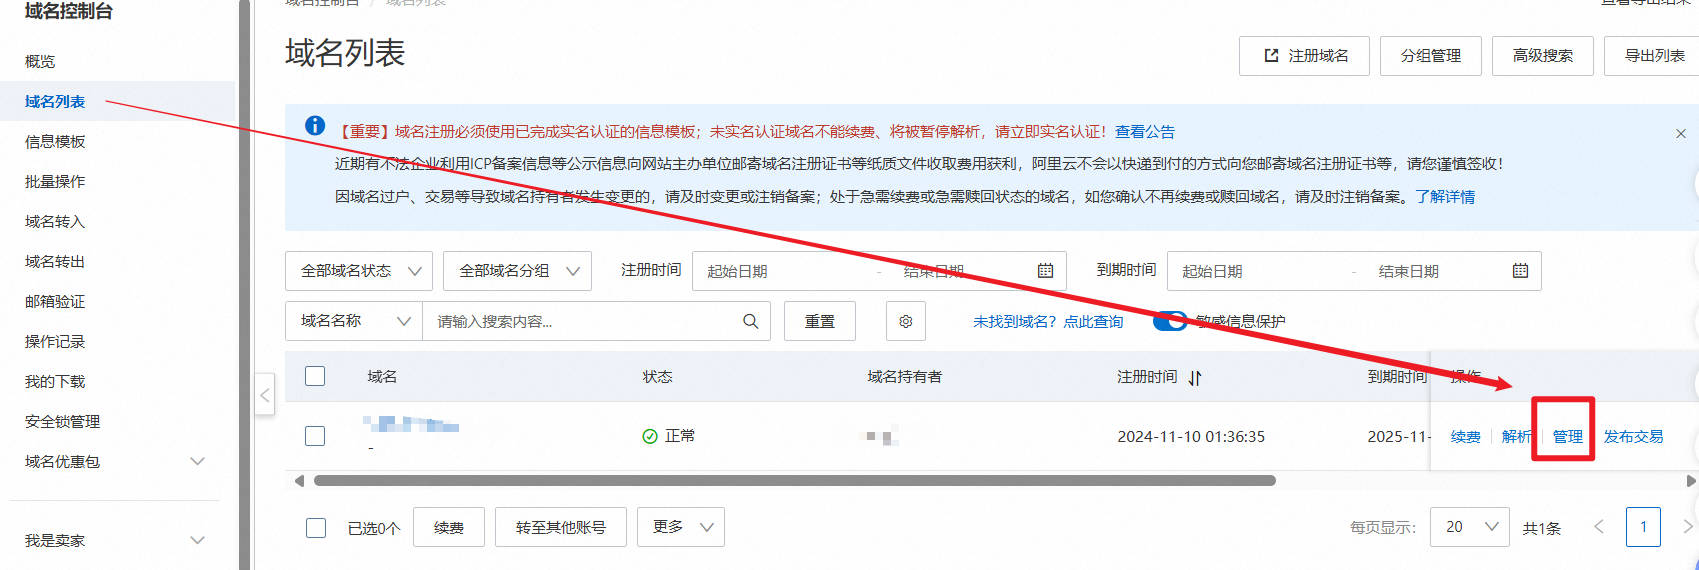 域名控制台
概览
域名列表
信息模板
批量操作
域名转入
域名转出
邮箱验证
操作记录
我的下载
安全锁管理
域名优惠包
我是卖家
域名控制台 / 域名列表
查看导出结果
域名列表
注册域名
分组管理
高级搜索
导出列表
【重要】域名注册必须使用已完成实名认证的信息模板；未实名认证域名不能续费、将被暂停解析，请立即实名认证！查看公告
近期有不法企业利用ICP备案信息等公示信息向网站主办单位邮寄域名注册证书等纸质文件收取费用获利，阿里云不会以快递到付的方式向您邮寄域名注册证书等，请您谨慎签收！
因域名过户、交易等导致域名持有者发生变更的，请及时变更或注销备案；处于急需续费或急需赎回状态的域名，如您确认不再续费或赎回域名，请及时注销备案。了解详情
全部域名状态
全部域名分组
注册时间
起始日期 - 结束日期
到期时间
起始日期 - 结束日期
域名名称
请输入搜索内容...
重置
未找到域名？点此查询
敏感信息保护
域名 状态 域名持有者 注册时间 到期时间 操作
正常 2024-11-10 01:36:35 2025-11- 续费 解析 管理 发布交易
-
已选0个
续费
转至其他账号
更多
每页显示：
20
共1条
1